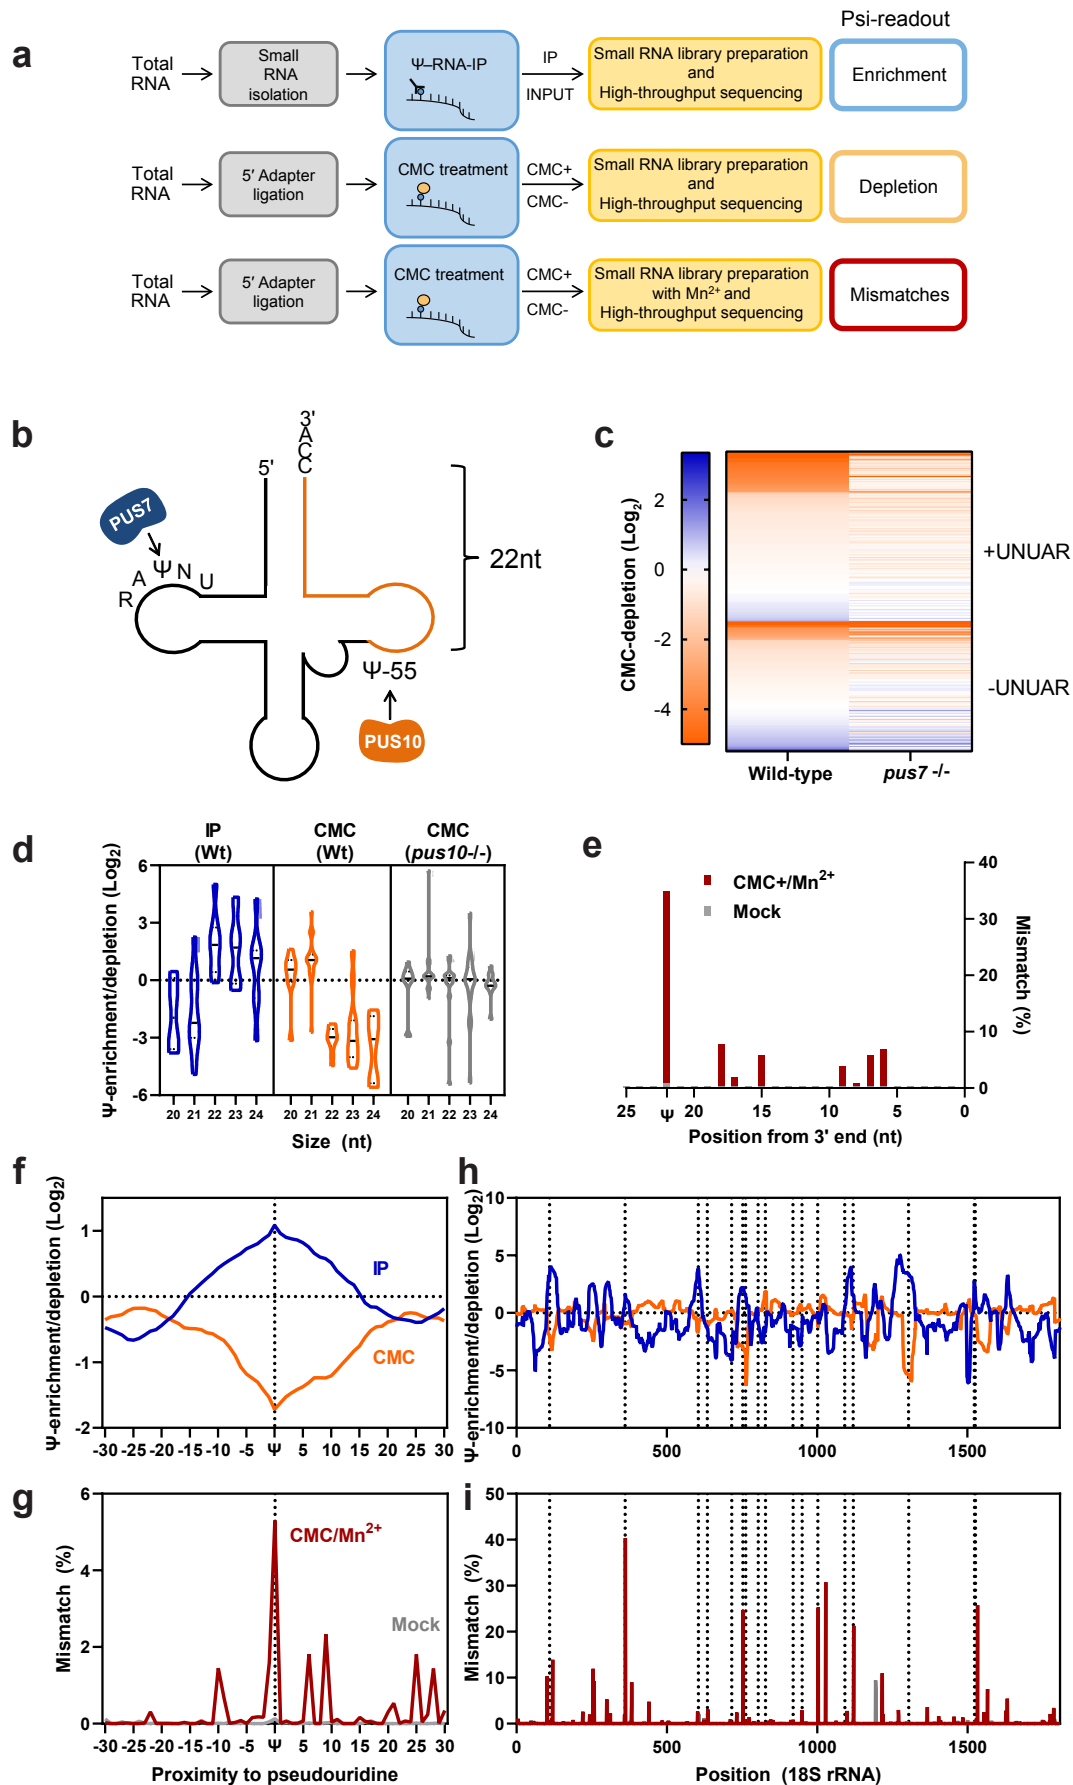 a
Psi-readout
Total
RNA
Small
RNA
isolation
Ψ–RNA-IP
IP
INPUT
Small RNA library preparation
and
High-throughput sequencing
Enrichment
Total
RNA
5′ Adapter
ligation
CMC treatment
CMC+
CMC-
Small RNA library preparation
and
High-throughput sequencing
Depletion
Total
RNA
5′ Adapter
ligation
CMC treatment
CMC+
CMC-
Small RNA library preparation
with Mn²⁺ and
High-throughput sequencing
Mismatches
b
3'
A
C
C
5'
PUS7
R A Ψ N U
22nt
Ψ-55
PUS10
c
CMC-depletion (Log₂)
2
0
-2
-4
+UNUAR
-UNUAR
Wild-type
pus7 -/-
d
IP
(Wt)
CMC
(Wt)
CMC
(pus10-/-)
Ψ-enrichment/depletion (Log₂)
6
3
0
-3
-6
20 21 22 23 24 20 21 22 23 24 20 21 22 23 24
Size (nt)
e
CMC+/Mn²⁺
Mock
40
30
20
10
0
Mismatch (%)
25 Ψ 20 15 10 5 0
Position from 3' end (nt)
f
Ψ-enrichment/depletion (Log₂)
1
0
-1
-2
IP
CMC
-30 -25 -20 -15 -10 -5 Ψ 5 10 15 20 25 30
h
Ψ-enrichment/depletion (Log₂)
10
5
0
-5
-10
0 500 1000 1500
g
Mismatch (%)
6
4
2
0
CMC/Mn²⁺
Mock
-30 -25 -20 -15 -10 -5 Ψ 5 10 15 20 25 30
Proximity to pseudouridine
i
Mismatch (%)
50
40
30
20
10
0
0 500 1000 1500
Position (18S rRNA)